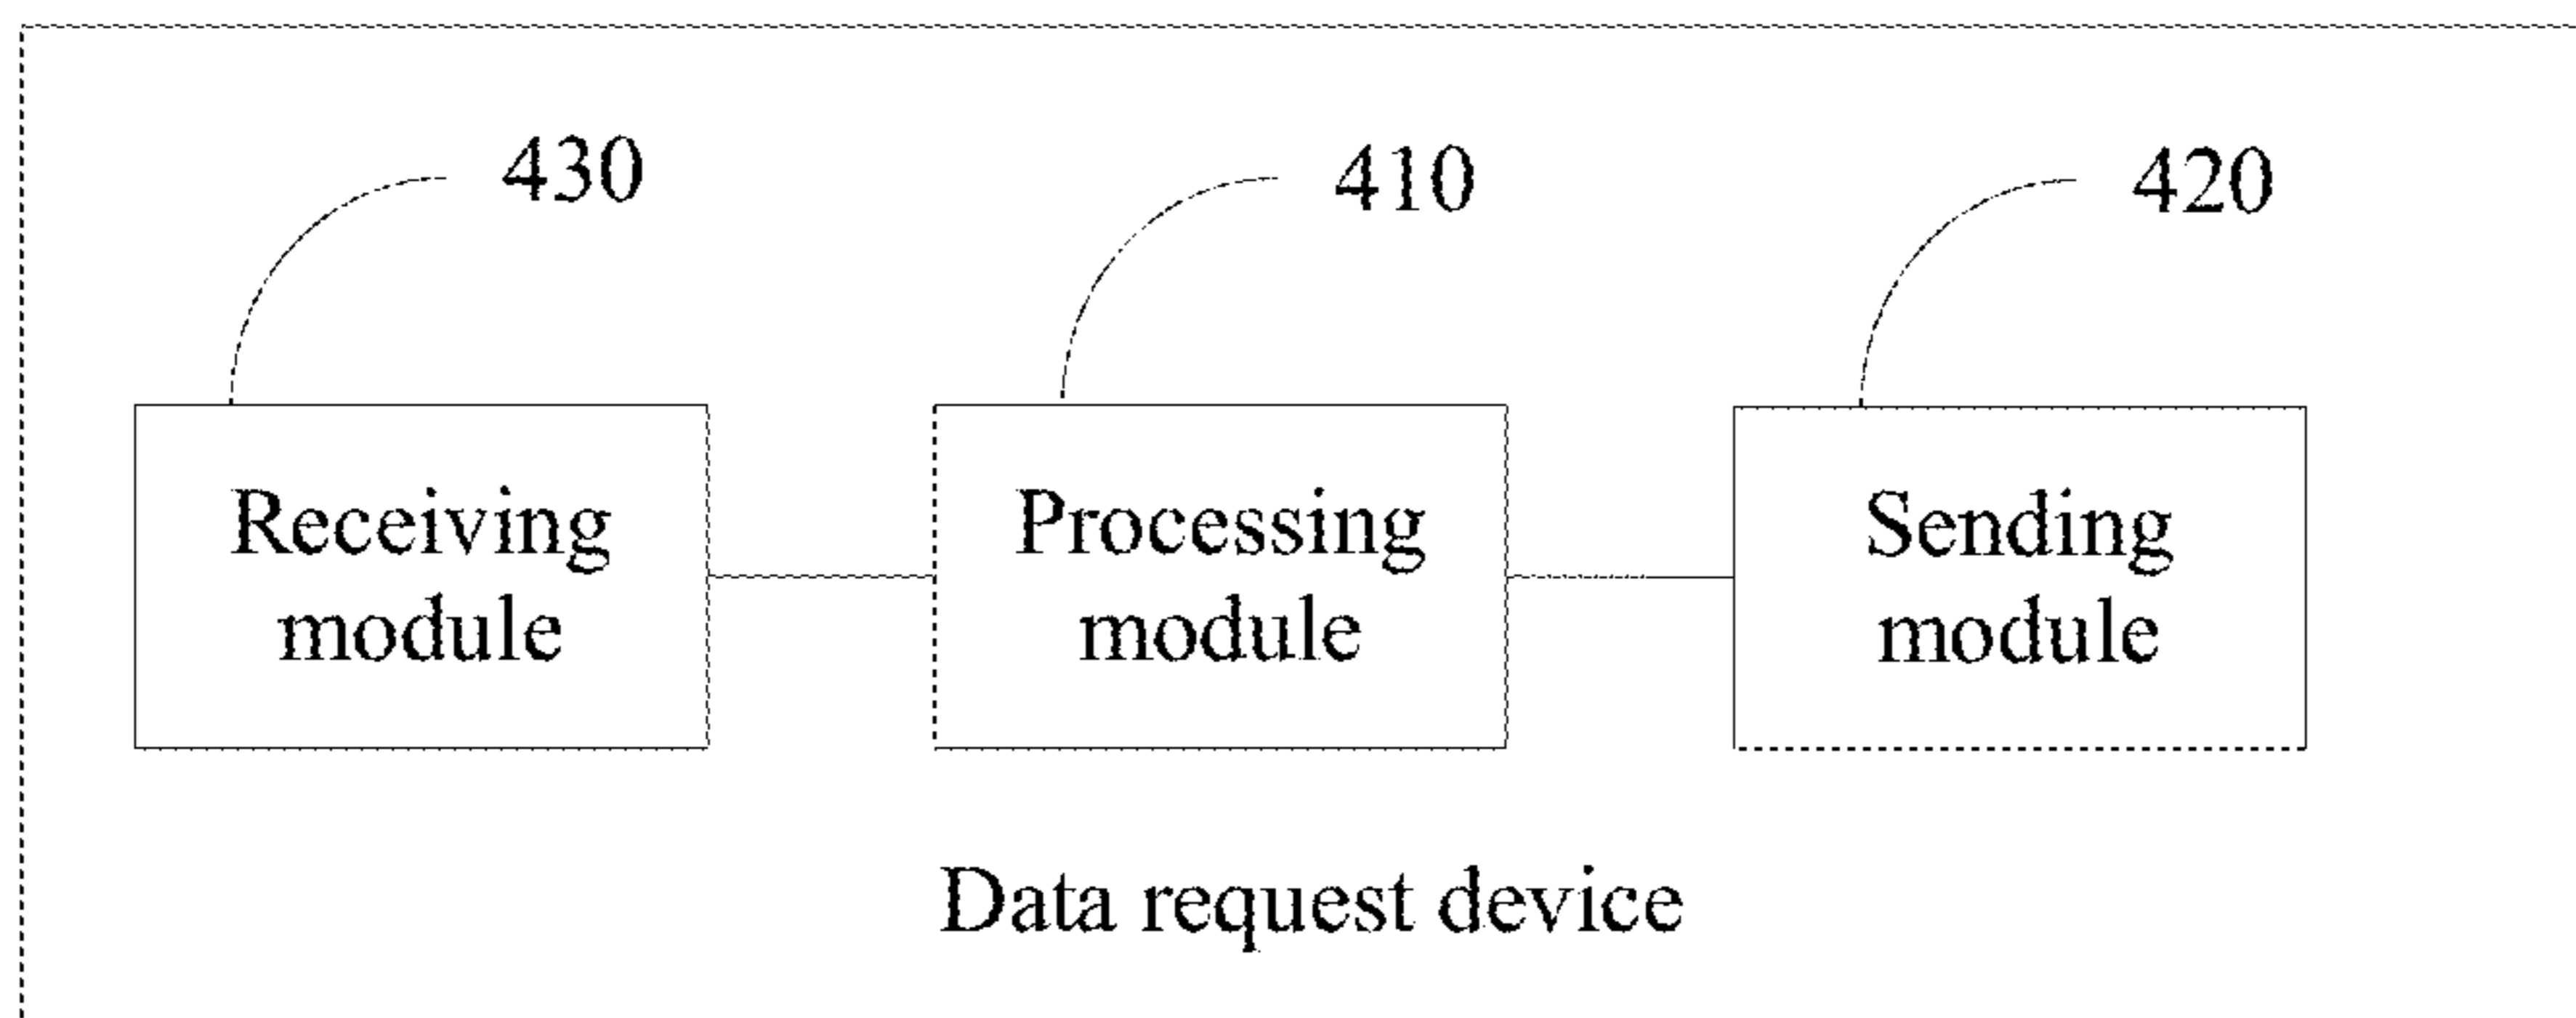 430
410
420
Receiving
module
Processing
module
Sending
module
Data request device